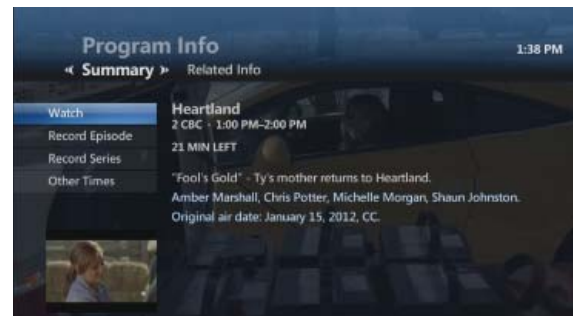 Program Info
1:38 PM
« Summary » Related Info
Watch
Record Episode
Record Series
Other Times
Heartland
2 CBC - 1:00 PM–2:00 PM
21 MIN LEFT
"Fool's Gold" - Ty's mother returns to Heartland.
Amber Marshall, Chris Potter, Michelle Morgan, Shaun Johnston.
Original air date: January 15, 2012, CC.